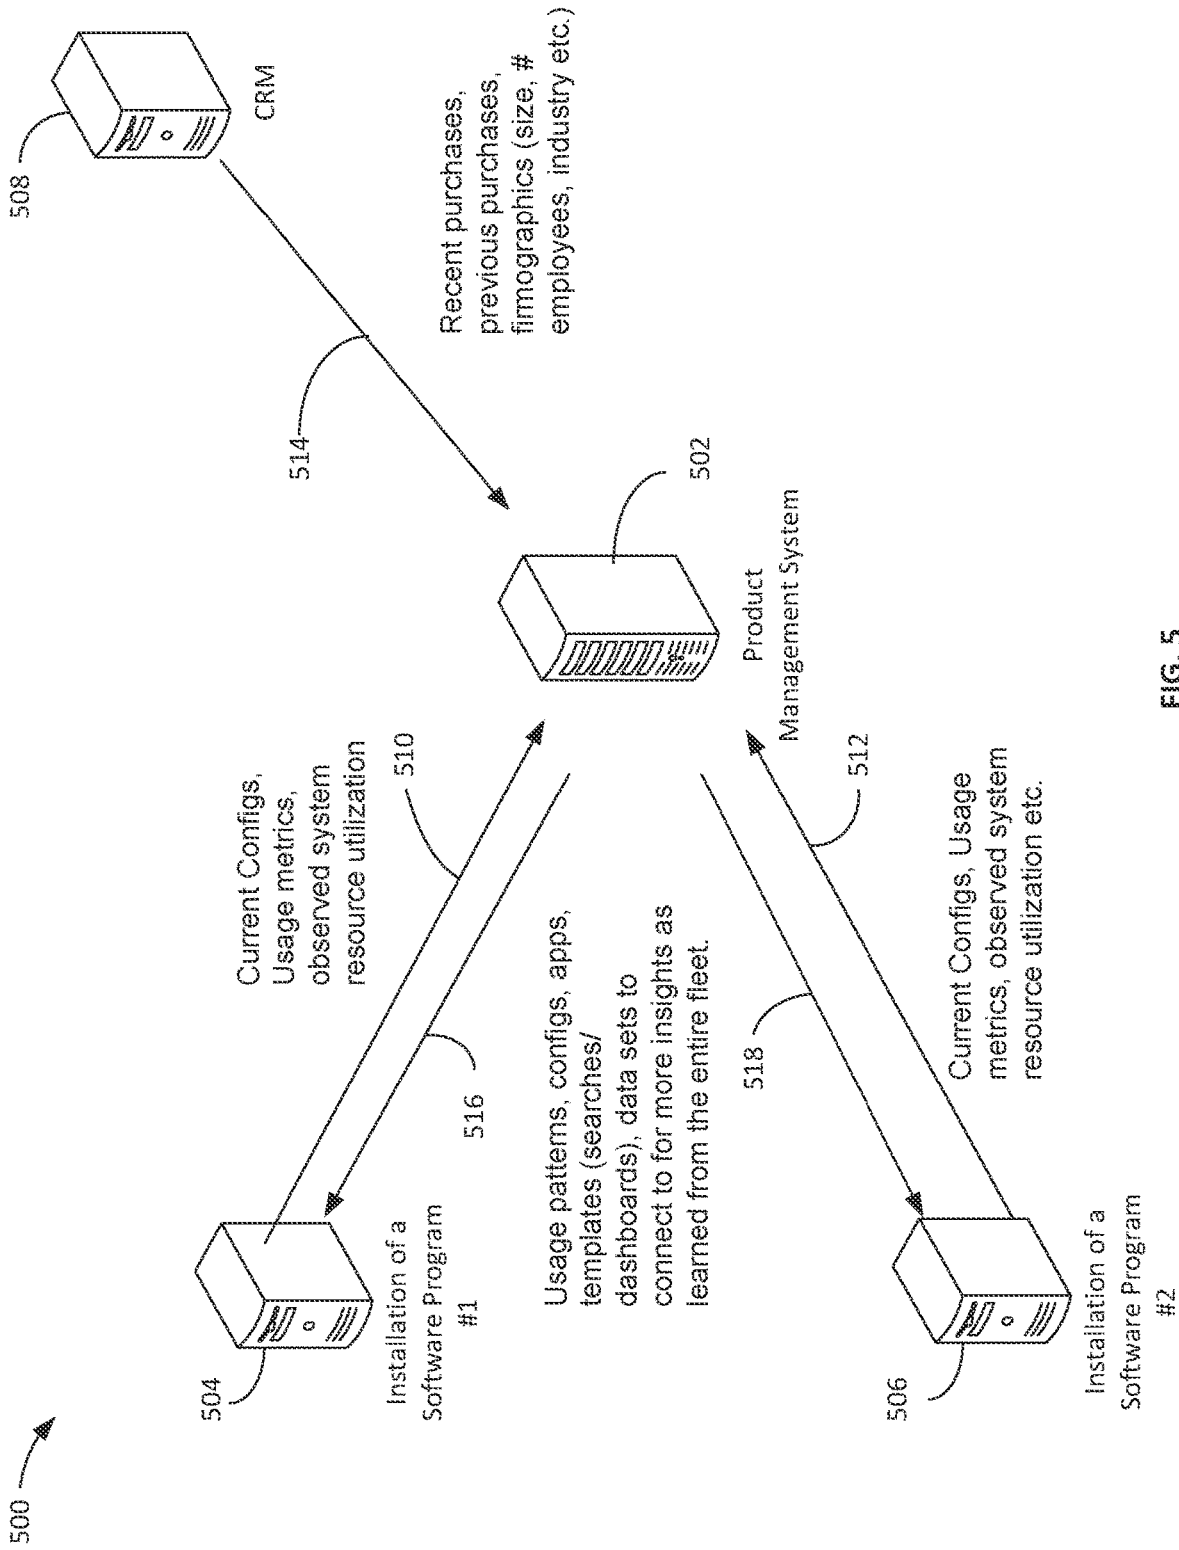 500
504
Installation of a
Software Program
#1
Current Configs,
Usage metrics,
observed system
resource utilization
510
516
Usage patterns, configs, apps,
templates (searches/
dashboards), data sets to
connect to for more insights as
learned from the entire fleet.
518
506
Installation of a
Software Program
#2
512
Current Configs, Usage
metrics, observed system
resource utilization etc.
502
Product
Management System
514
508
CRM
Recent purchases,
previous purchases,
firmographics (size, #
employees, industry etc.)
FIG. 5